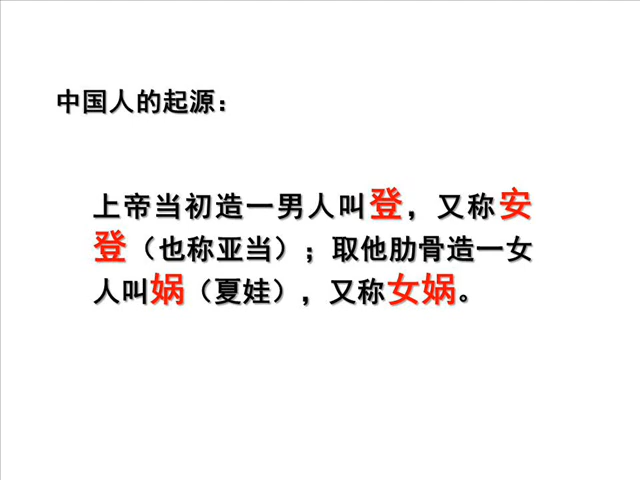 中国人的起源：
上帝当初造一男人叫登，又称安
登（也称亚当）；取他肋骨造一女
人叫娲（夏娃），又称女娲。